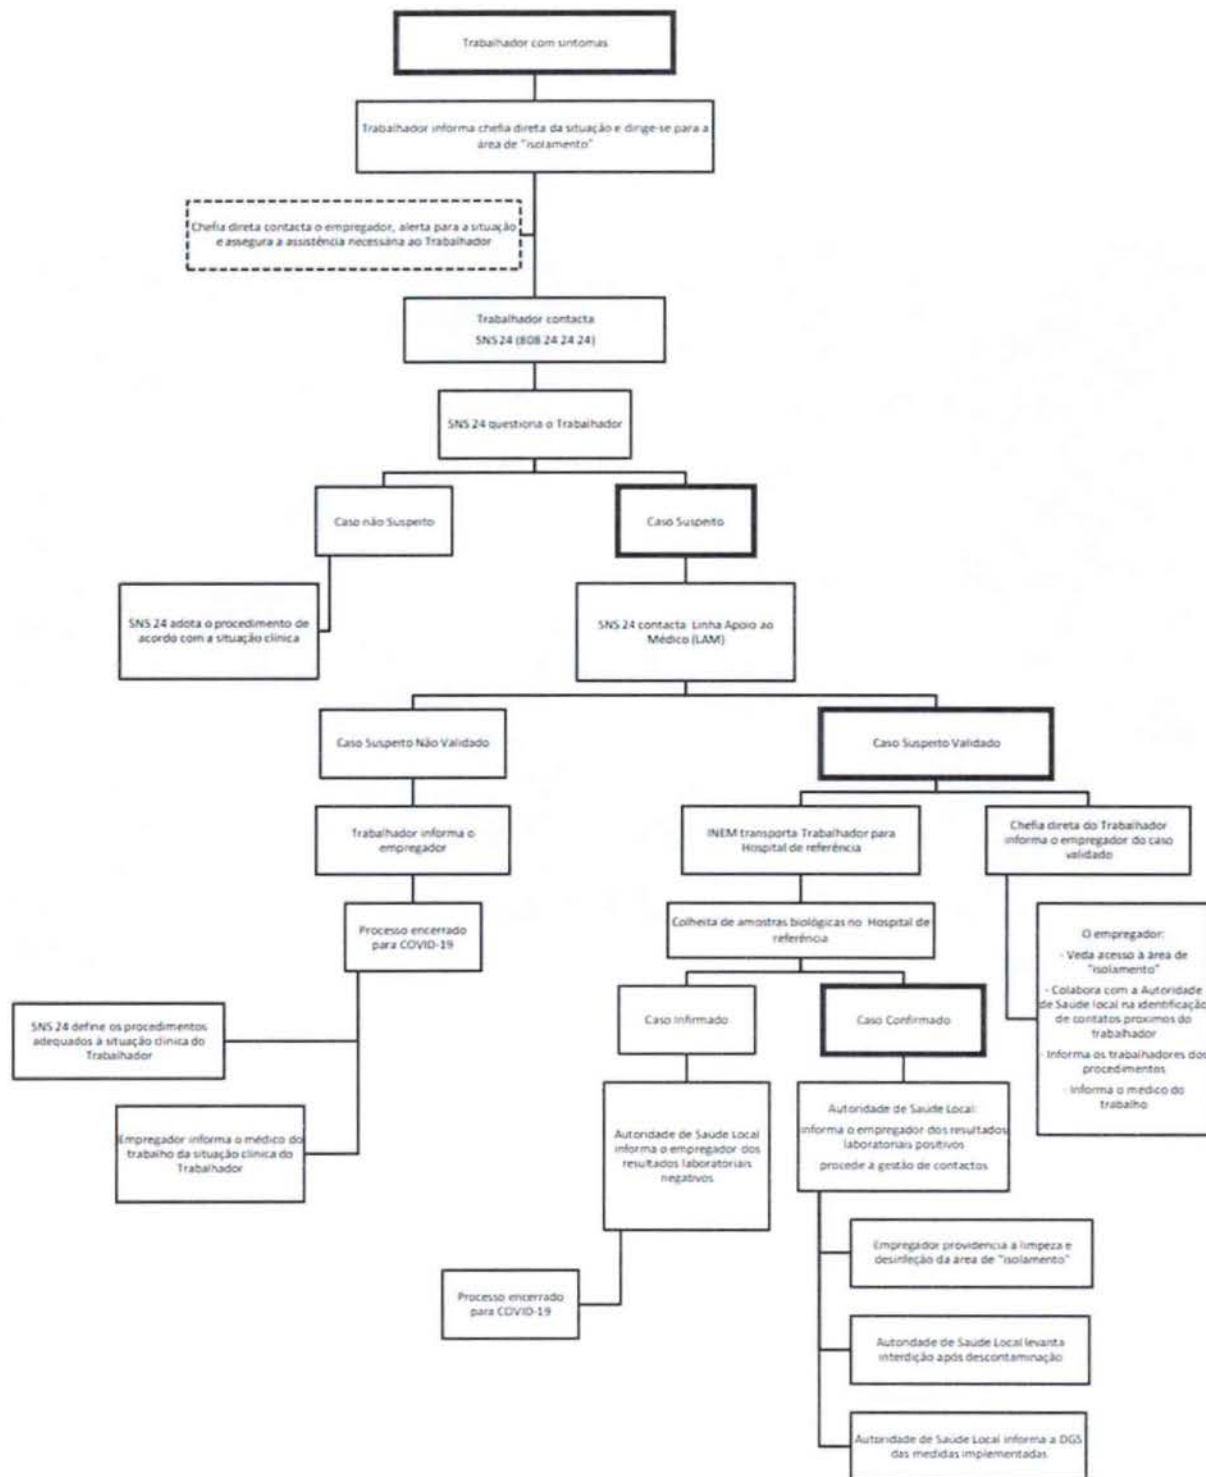 Trabalhador com sintomas
Trabalhador informa chefia direta da situação e dirige-se para a
área de "isolamento"
Chefia direta contacta o empregador, alerta para a situação
e assegura a assistência necessária ao Trabalhador
Trabalhador contacta
SNS 24 (808 24 24 24)
SNS 24 questiona o Trabalhador
Caso não Suspeito
Caso Suspeito
SNS 24 adota o procedimento de
acordo com a situação clínica
SNS 24 contacta Linha Apoio ao
Médico (LAM)
Caso Suspeito Não Validado
Caso Suspeito Validado
Trabalhador informa o
empregador
INEM transporta Trabalhador para
Hospital de referência
Chefia direta do Trabalhador
informa o empregador do caso
validado
Processo encerrado
para COVID-19
Colheita de amostras biológicas no Hospital de
referência
O empregador:
- Veda acesso à área de
"isolamento"
- Colabora com a Autoridade
de Saúde local na identificação
de contatos próximos do
trabalhador
- Informa os trabalhadores dos
procedimentos
- Informa o médico do
trabalho
SNS 24 define os procedimentos
adequados à situação clínica do
Trabalhador
Caso Infirmado
Caso Confirmado
Empregador informa o médico do
trabalho da situação clínica do
Trabalhador
Autoridade de Saúde Local
informa o empregador dos
resultados laboratoriais
negativos
Autoridade de Saúde Local:
informa o empregador dos resultados
laboratoriais positivos
procede à gestão de contactos
Processo encerrado
para COVID-19
Empregador providencia a limpeza e
desinfeção da área de "isolamento"
Autoridade de Saúde Local levanta
interdição após descontaminação
Autoridade de Saúde Local informa a DGS
das medidas implementadas